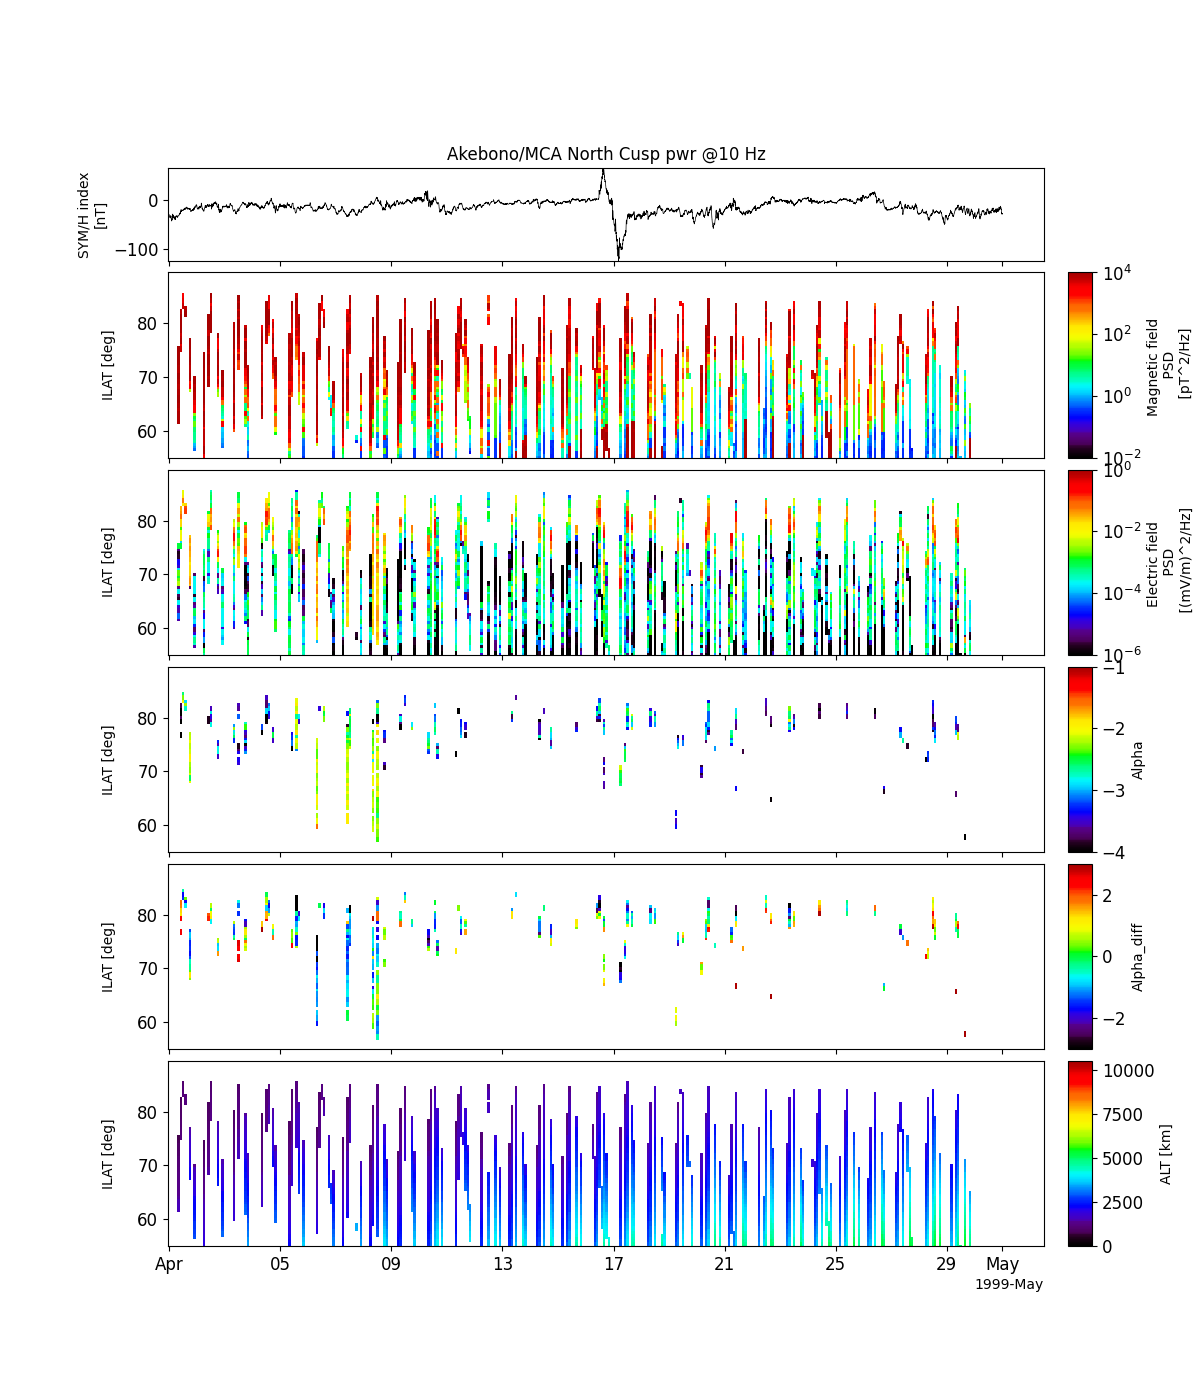 Akebono/MCA North Cusp pwr @10 Hz
SYM/H index
[nT]
0
−100
ILAT [deg]
80
70
60
10^4
10^2
10^0
10^−2
Magnetic field
PSD
[pT^2/Hz]
ILAT [deg]
80
70
60
10^0
10^−2
10^−4
10^−6
Electric field
PSD
[(mV/m)^2/Hz]
ILAT [deg]
80
70
60
−1
−2
−3
−4
Alpha
ILAT [deg]
80
70
60
2
0
−2
Alpha_diff
ILAT [deg]
80
70
60
10000
7500
5000
2500
0
ALT [km]
Apr 05 09 13 17 21 25 29 May
1999-May